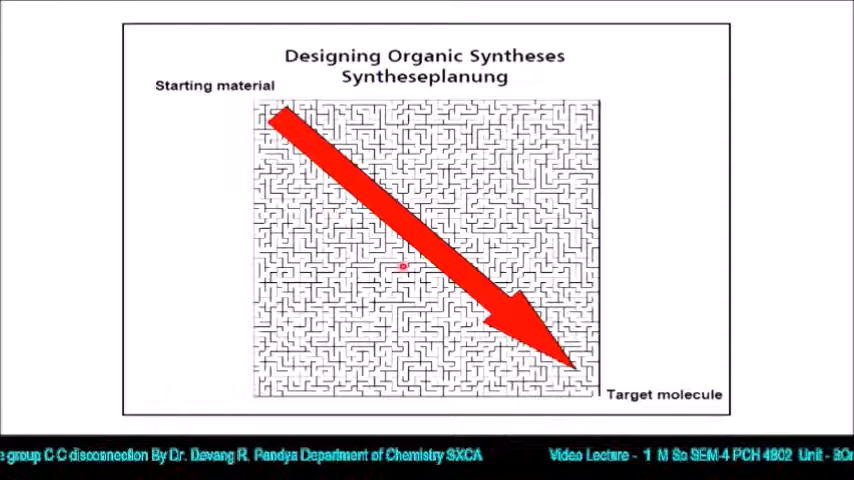 Designing Organic Syntheses
Syntheseplanung
Starting material
Target molecule
group C C disconnection By Dr. Devang R. Pandya Department of Chemistry SXCA Video Lecture - 1 M Sc SEM-4 PCH 4802 Unit -